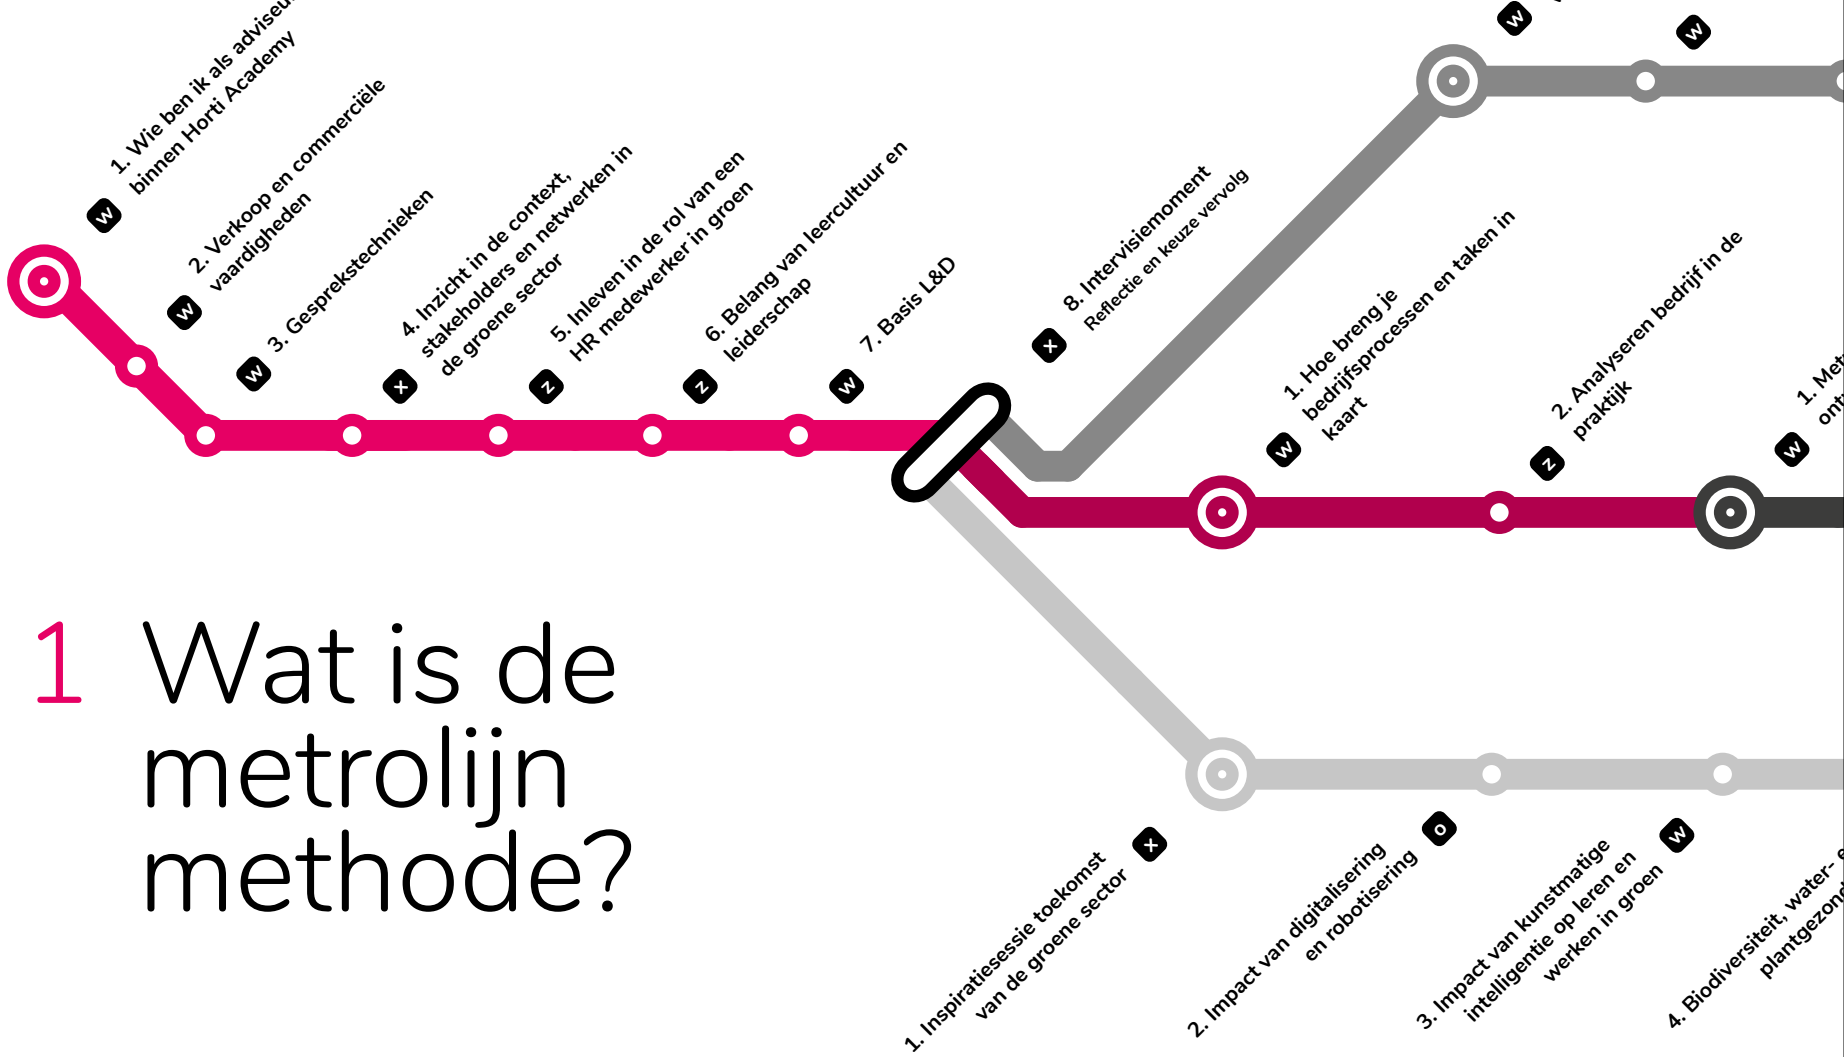 1. Wie ben ik als
binnen Horti Academy
W
2. Verkoop en commerciële
vaardigheden
W
3. Gesprekstechnieken
W
4. Inzicht in de context,
stakeholders en netwerken in
de groene sector
x
5. Inleven in de rol van een
HR medewerker in groen
z
6. Belang van leercultuur en
leiderschap
z
7. Basis L&D
W
8. Intervisiemoment
Reflectie en keuze vervolg
x
W
W
1. Hoe breng je
bedrijfsprocessen en taken in
kaart
W
2. Analyseren bedrijf in de
praktijk
z
1.
W
1 Wat is de
metrolijn
methode?
1. Inspiratiesessie toekomst
van de groene sector
x
2. Impact van digitalisering
en robotisering
o
3. Impact van kunstmatige
intelligentie op leren en
werken in groen
W
4. Biodiversiteit, water-